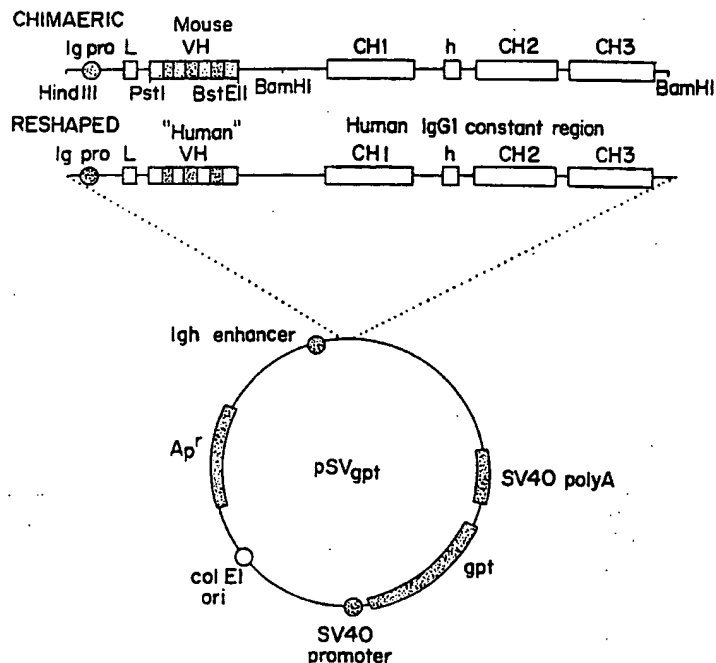 CHIMAERIC
Mouse
Ig pro L VH CH1 h CH2 CH3
HindIII PstI BstEII BamHI BamHI
RESHAPED "Human" Human IgG1 constant region
Ig pro L VH CH1 h CH2 CH3
Igh enhancer
Ap^r
pSVgpt
SV40 polyA
gpt
col EI
ori
SV40
promoter